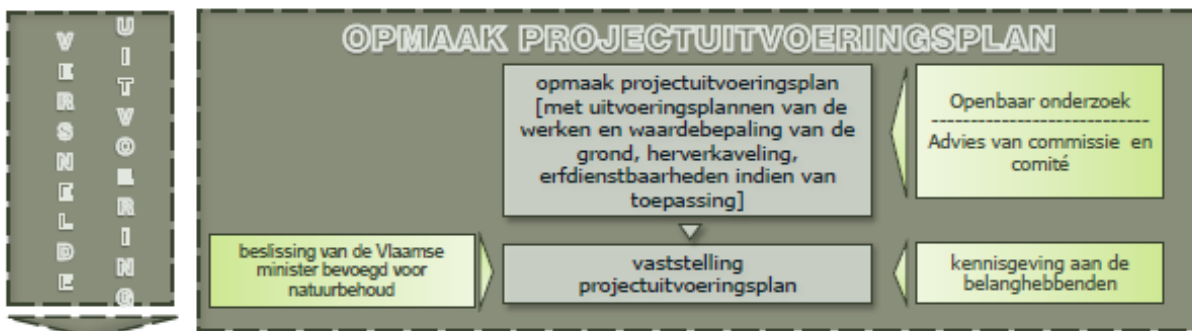 VERSNELDE
UITVOERING
OPMAAK PROJECTUITVOERINGSPLAN
opmaak projectuitvoeringsplan
[met uitvoeringsplannen van de
werken en waardebepaling van de
grond, herverkaveling,
erfdienstbaarheden indien van
toepassing]
Openbaar onderzoek
----------------------------
Advies van commissie en
comité
beslissing van de Vlaamse
minister bevoegd voor
natuurbehoud
vaststelling
projectuitvoeringsplan
kennisgeving aan de
belanghebbenden